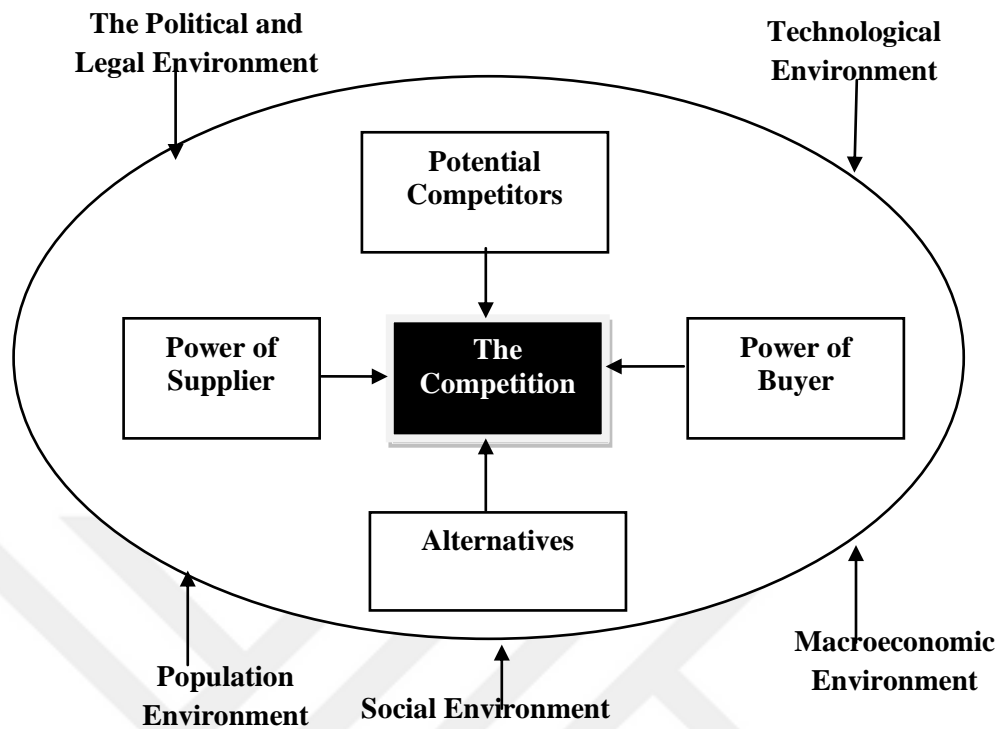 The Political and
Legal Environment
Technological
Environment
Potential
Competitors
Power of
Supplier
The
Competition
Power of
Buyer
Alternatives
Population
Environment
Social Environment
Macroeconomic
Environment